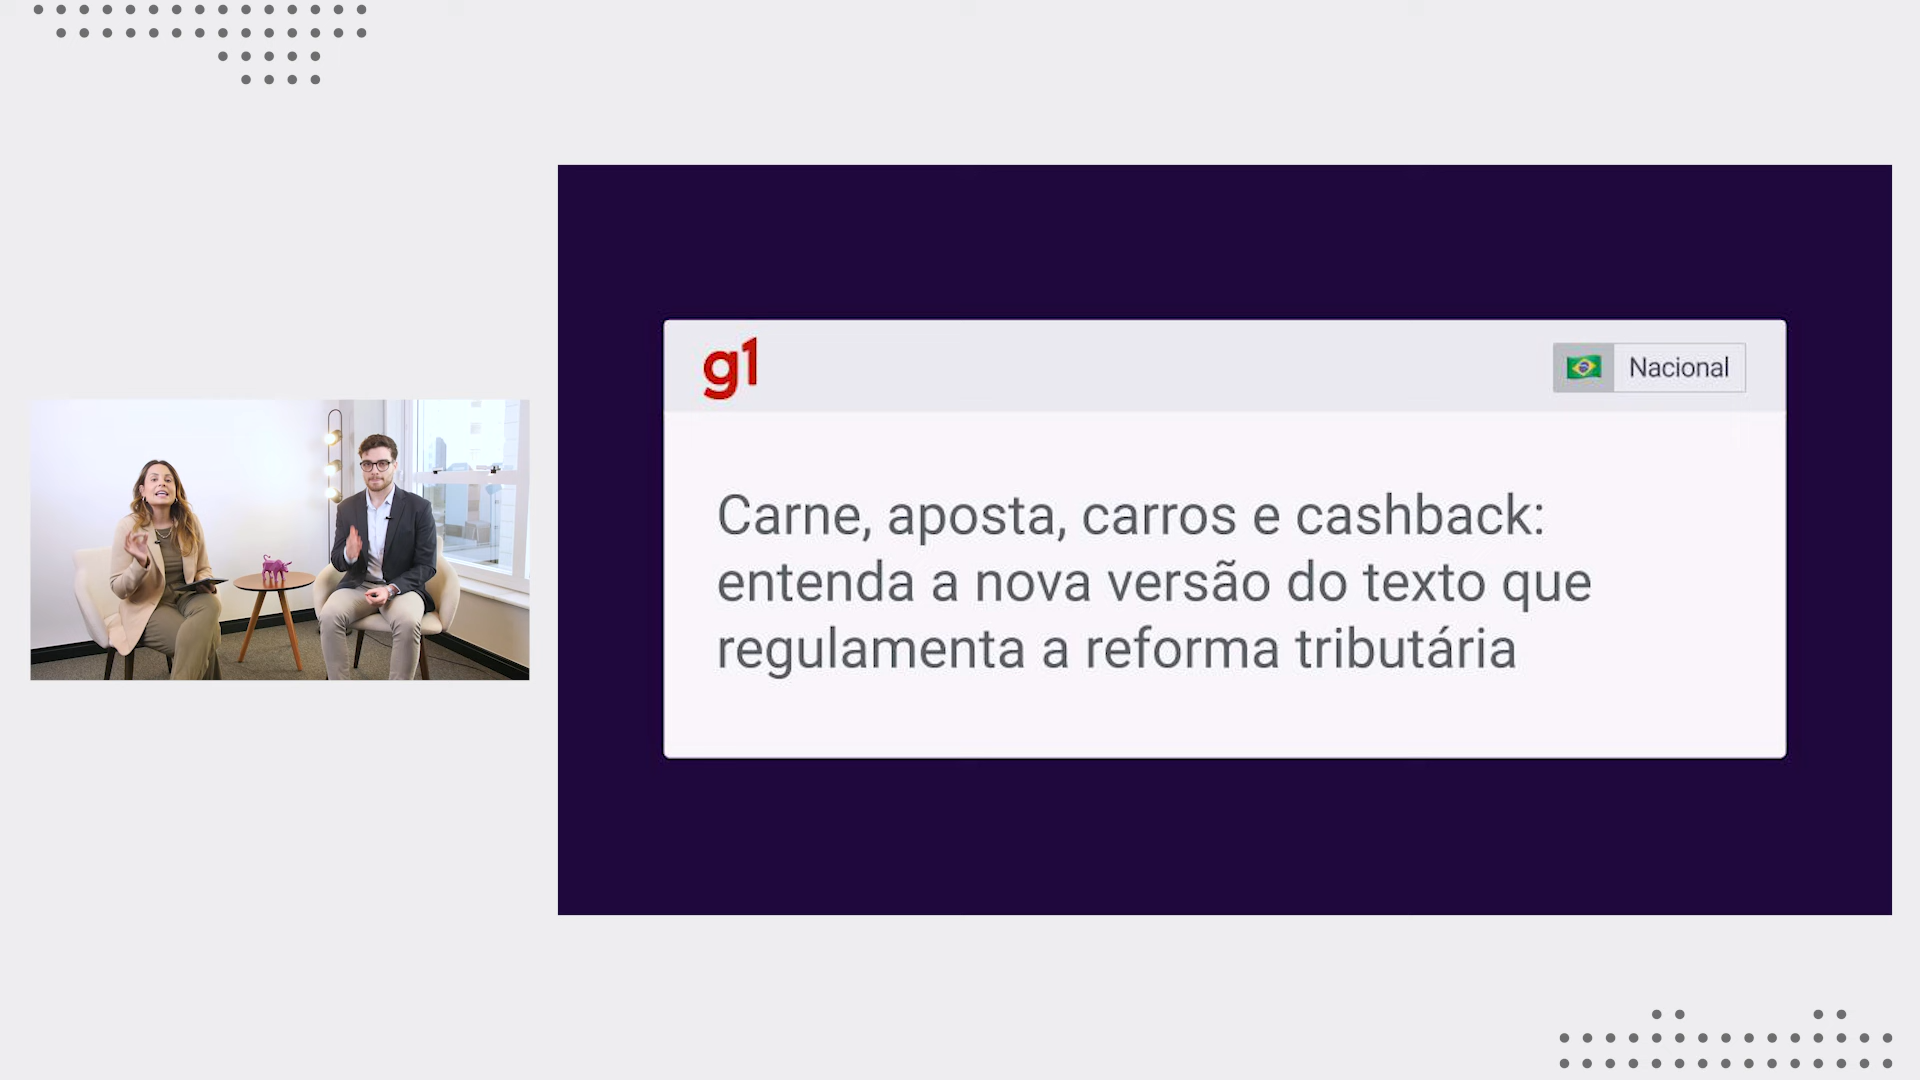 g1
Nacional
Carne, aposta, carros e cashback:
entenda a nova versão do texto que
regulamenta a reforma tributária